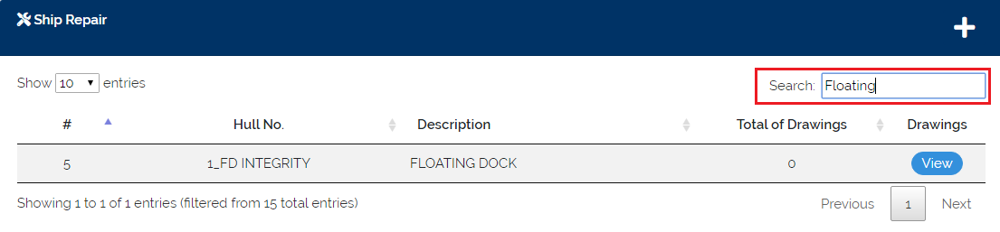 Ship Repair
Show 10 entries Search: Floating
# Hull No. Description Total of Drawings Drawings
5 1_FD INTEGRITY FLOATING DOCK 0 View
Showing 1 to 1 of 1 entries (filtered from 15 total entries) Previous 1 Next